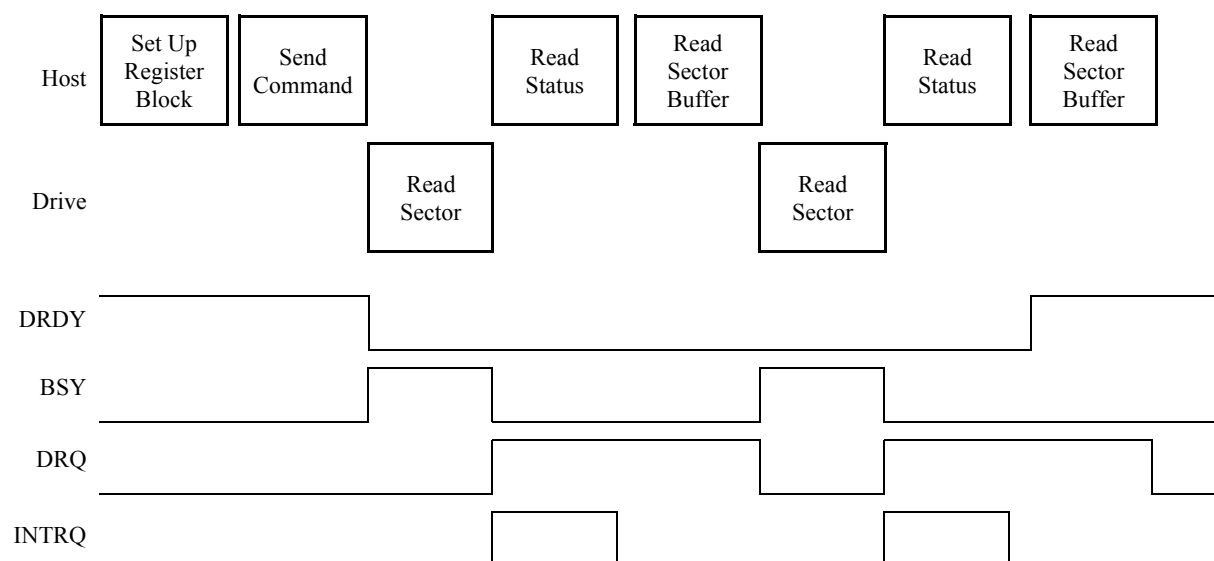 Host
Set Up
Register
Block
Send
Command
Read
Status
Read
Sector
Buffer
Read
Status
Read
Sector
Buffer
Drive
Read
Sector
Read
Sector
DRDY
BSY
DRQ
INTRQ